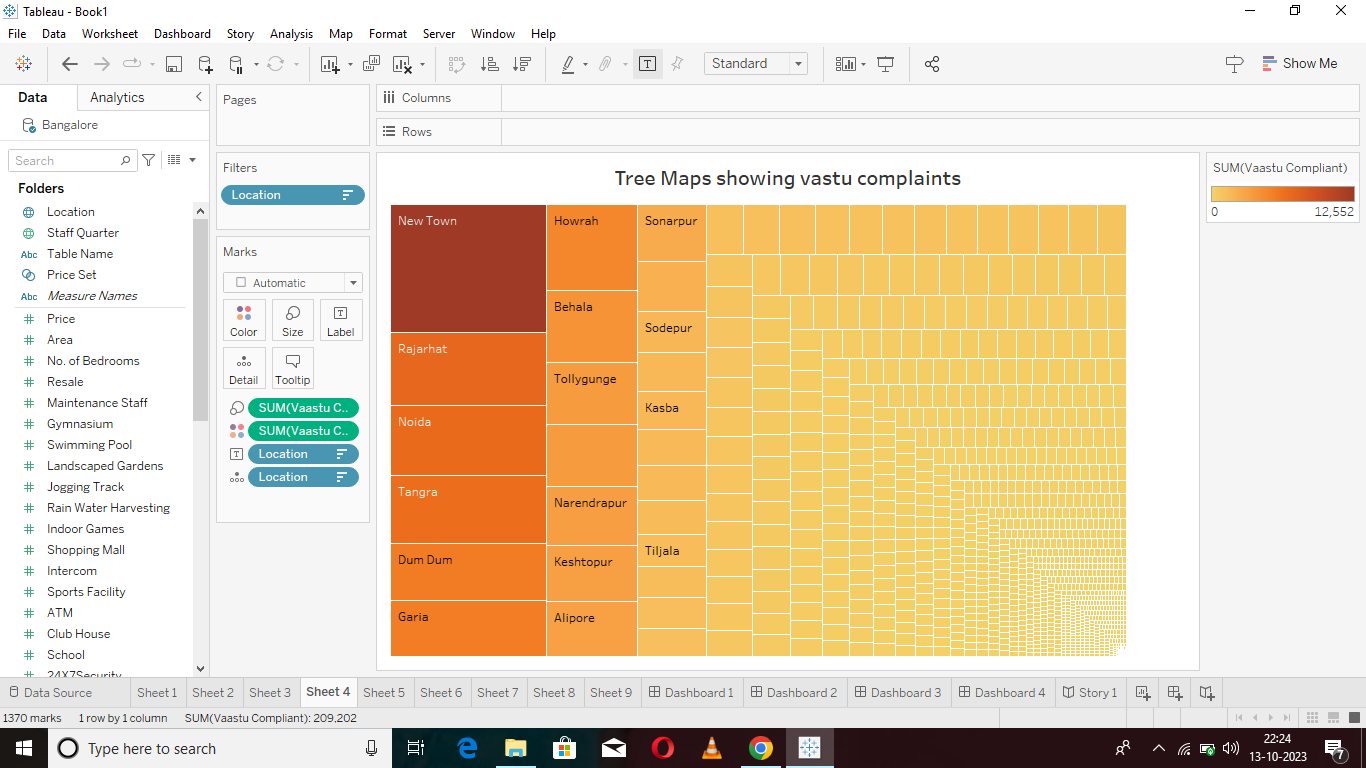 Tableau - Book1
File Data Worksheet Dashboard Story Analysis Map Format Server Window Help
Standard
Show Me
Data Analytics
Bangalore
Search
Folders
Location
Staff Quarter
Abc Table Name
Price Set
Abc Measure Names
Price
Area
No. of Bedrooms
Resale
Maintenance Staff
Gymnasium
Swimming Pool
Landscaped Gardens
Jogging Track
Rain Water Harvesting
Indoor Games
Shopping Mall
Intercom
Sports Facility
ATM
Club House
School
24X7Security
Pages
Filters
Location
Marks
Automatic
Color Size Label
Detail Tooltip
SUM(Vaastu C..
SUM(Vaastu C..
Location
Location
Columns
Rows
Tree Maps showing vastu complaints
New Town
Rajarhat
Noida
Tangra
Dum Dum
Garia
Howrah
Behala
Tollygunge
Narendrapur
Keshtopur
Alipore
Sonarpur
Sodepur
Kasba
Tiljala
SUM(Vaastu Compliant)
0 12,552
Data Source Sheet 1 Sheet 2 Sheet 3 Sheet 4 Sheet 5 Sheet 6 Sheet 7 Sheet 8 Sheet 9 Dashboard 1 Dashboard 2 Dashboard 3 Dashboard 4 Story 1
1370 marks 1 row by 1 column SUM(Vaastu Compliant): 209,202
Type here to search
22:24
13-10-2023
7